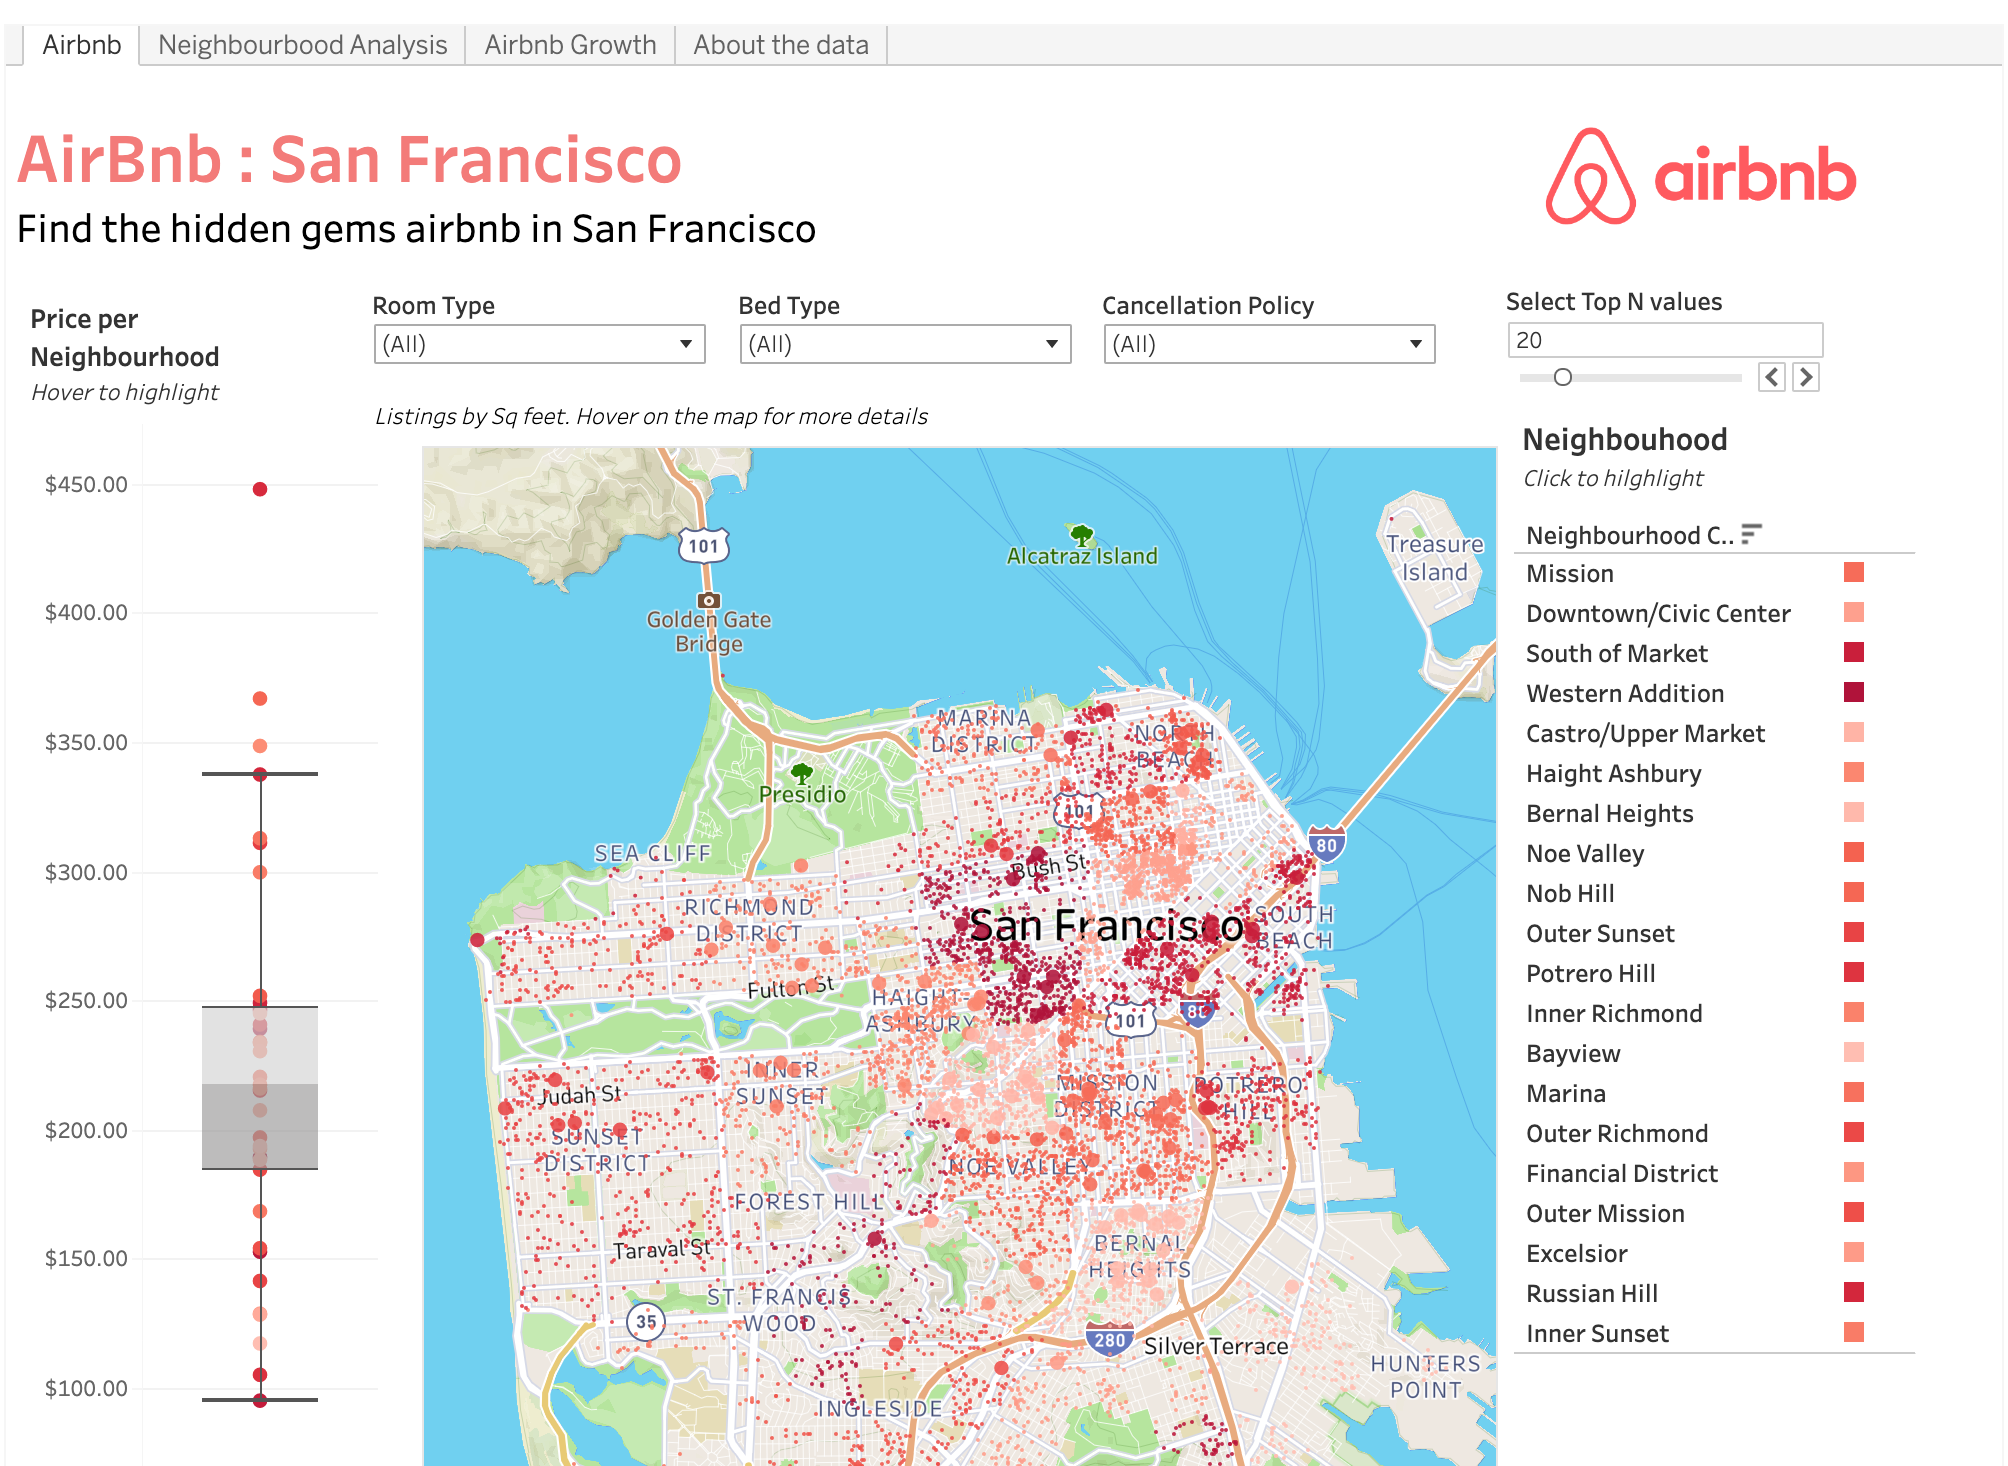 Airbnb
Neighbourbood Analysis
Airbnb Growth
About the data
AirBnb : San Francisco
Find the hidden gems airbnb in San Francisco
airbnb
Price per
Neighbourhood
Hover to highlight
Room Type
(All)
Bed Type
(All)
Cancellation Policy
(All)
Select Top N values
20
Listings by Sq feet. Hover on the map for more details
$450.00
$400.00
$350.00
$300.00
$250.00
$200.00
$150.00
$100.00
101
Golden Gate
Bridge
Alcatraz Island
Treasure
Island
MARINA
DISTRICT
NORTH
BEACH
Presidio
101
80
SEA CLIFF
Bush St
RICHMOND
DISTRICT
San Francisco
SOUTH
BEACH
Fulton St
HAIGHT
ASHBURY
101
80
INNER
SUNSET
Judah St
MISSION
DISTRICT
POTRERO
HILL
SUNSET
DISTRICT
NOE VALLEY
FOREST HILL
Taraval St
BERNAL
HEIGHTS
ST. FRANCIS
WOOD
35
280
Silver Terrace
HUNTERS
POINT
INGLESIDE
Neighbouhood
Click to hilghlight
Neighbourhood C..
Mission
Downtown/Civic Center
South of Market
Western Addition
Castro/Upper Market
Haight Ashbury
Bernal Heights
Noe Valley
Nob Hill
Outer Sunset
Potrero Hill
Inner Richmond
Bayview
Marina
Outer Richmond
Financial District
Outer Mission
Excelsior
Russian Hill
Inner Sunset